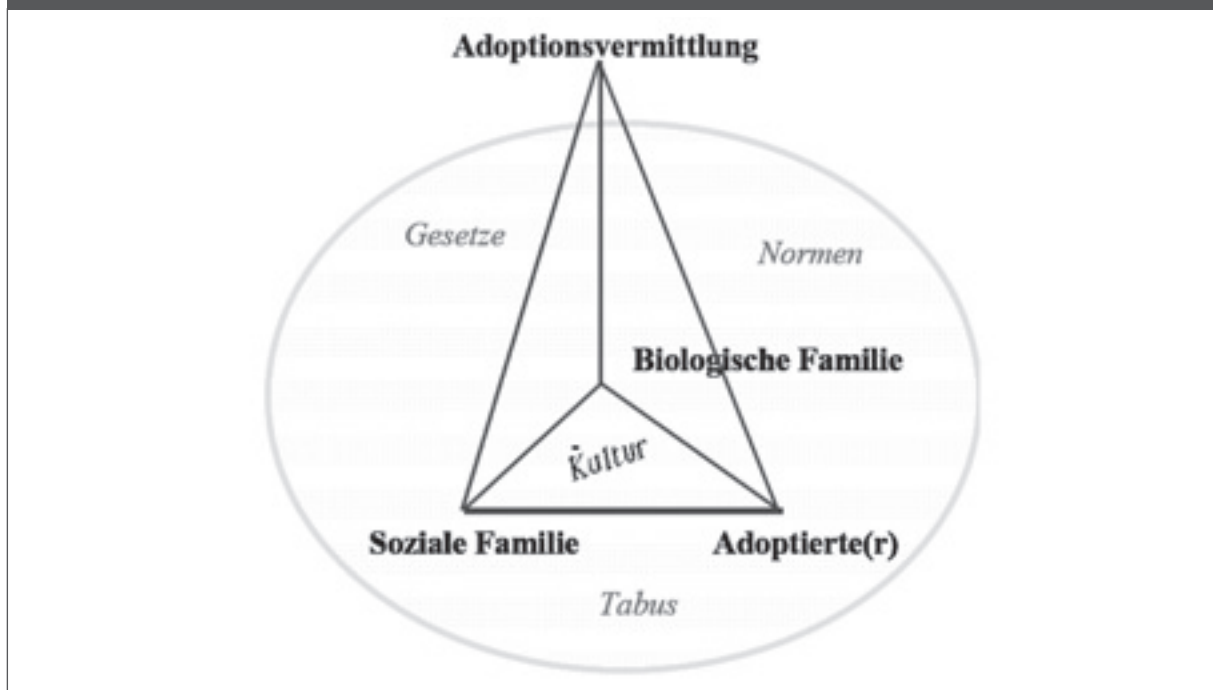 Adoptionsvermittlung
Gesetze
Normen
Biologische Familie
Kultur
Soziale Familie
Adoptierte(r)
Tabus